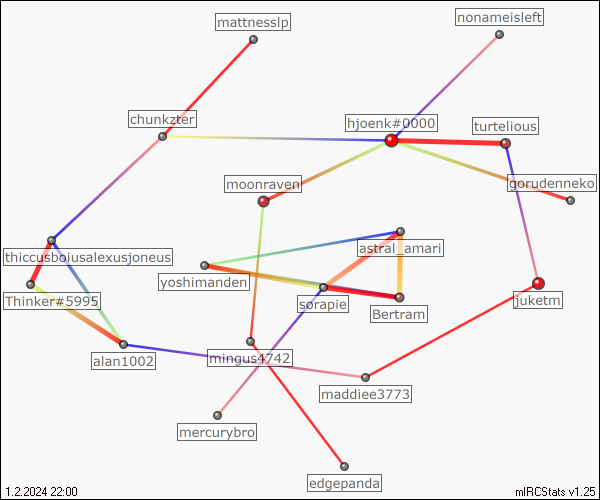 nonameisleft
mattnesslp
chunkzter
hjoenk#0000
turtelious
moonraven
gorudenneko
astral_amari
thiccusbojusalexusjoneus
yoshimanden
Thinker#5995
sorapie
juketm
Bertram
alan1002
mingus4742
maddiee3773
mercurybro
edgepanda
1.2.2024 22:00
mIRCStats v1.25